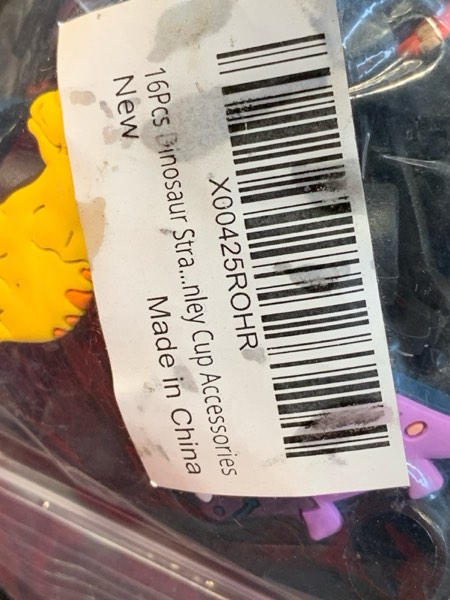 X00425ROHR
16Pcs Dinosaur Stra...nley Cup Accessories
New
Made in China